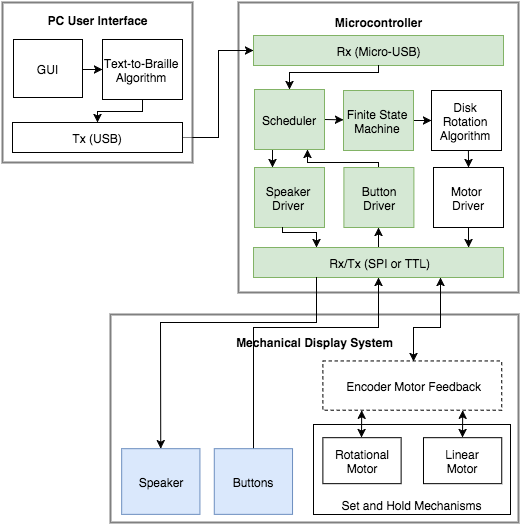 PC User Interface
GUI
Text-to-Braille
Algorithm
Tx (USB)
Microcontroller
Rx (Micro-USB)
Scheduler
Finite State
Machine
Disk
Rotation
Algorithm
Speaker
Driver
Button
Driver
Motor
Driver
Rx/Tx (SPI or TTL)
Mechanical Display System
Encoder Motor Feedback
Speaker
Buttons
Rotational
Motor
Linear
Motor
Set and Hold Mechanisms